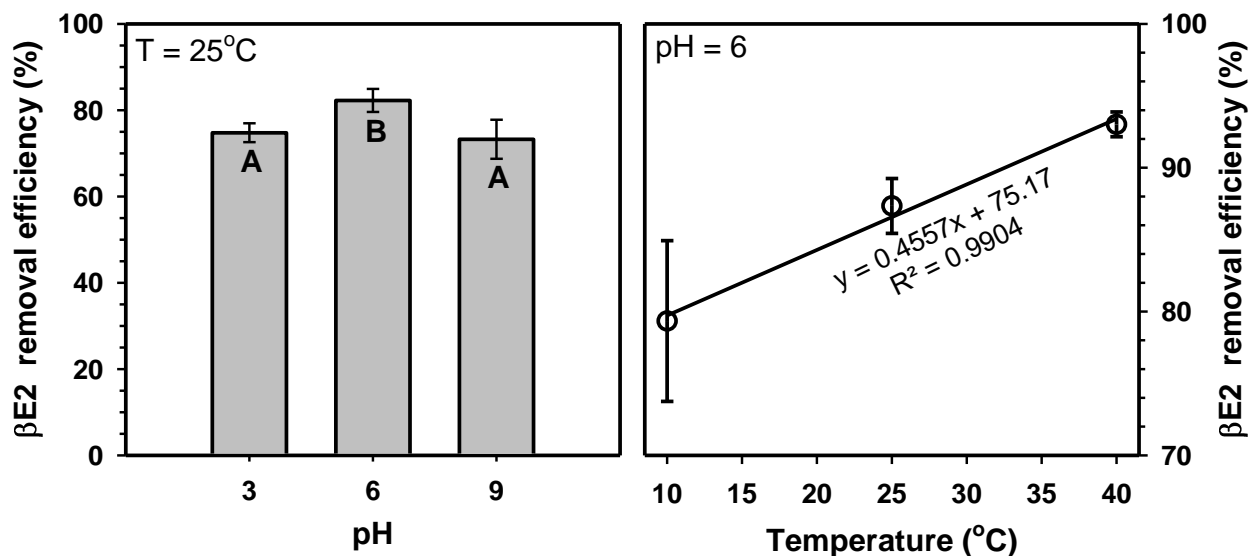 βE2 removal efficiency (%)
100
80
60
40
20
0
T = 25°C
A
B
A
3
6
9
pH
pH = 6
y = 0.4557x + 75.17
R² = 0.9904
10
15
20
25
30
35
40
Temperature (°C)
100
90
80
70
βE2 removal efficiency (%)